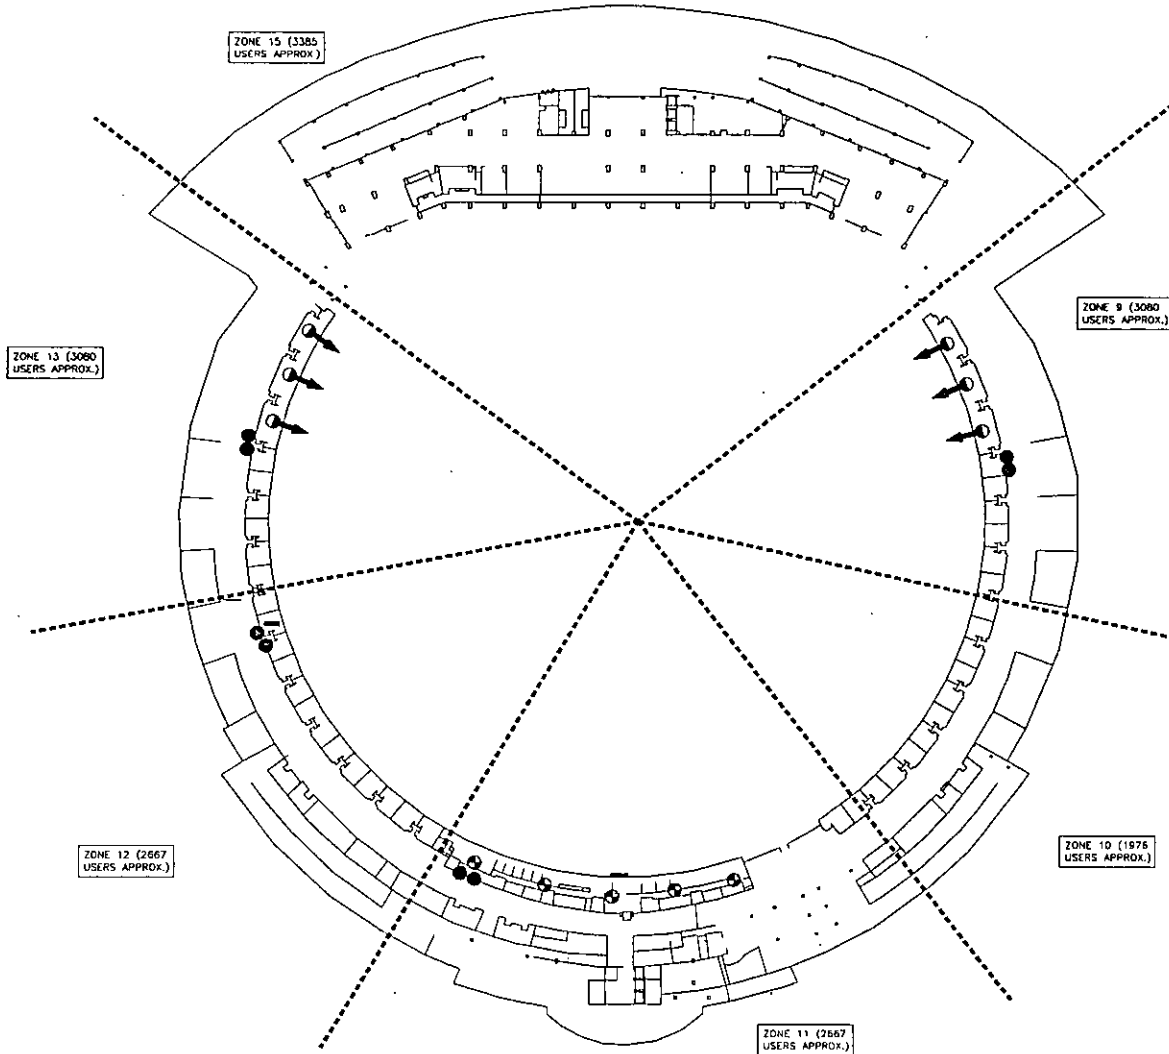 ZONE 15 (3385
USERS APPROX.)
ZONE 9 (3080
USERS APPROX.)
ZONE 13 (3080
USERS APPROX.)
ZONE 12 (2667
USERS APPROX.)
ZONE 10 (1976
USERS APPROX.)
ZONE 11 (2667
USERS APPROX.)